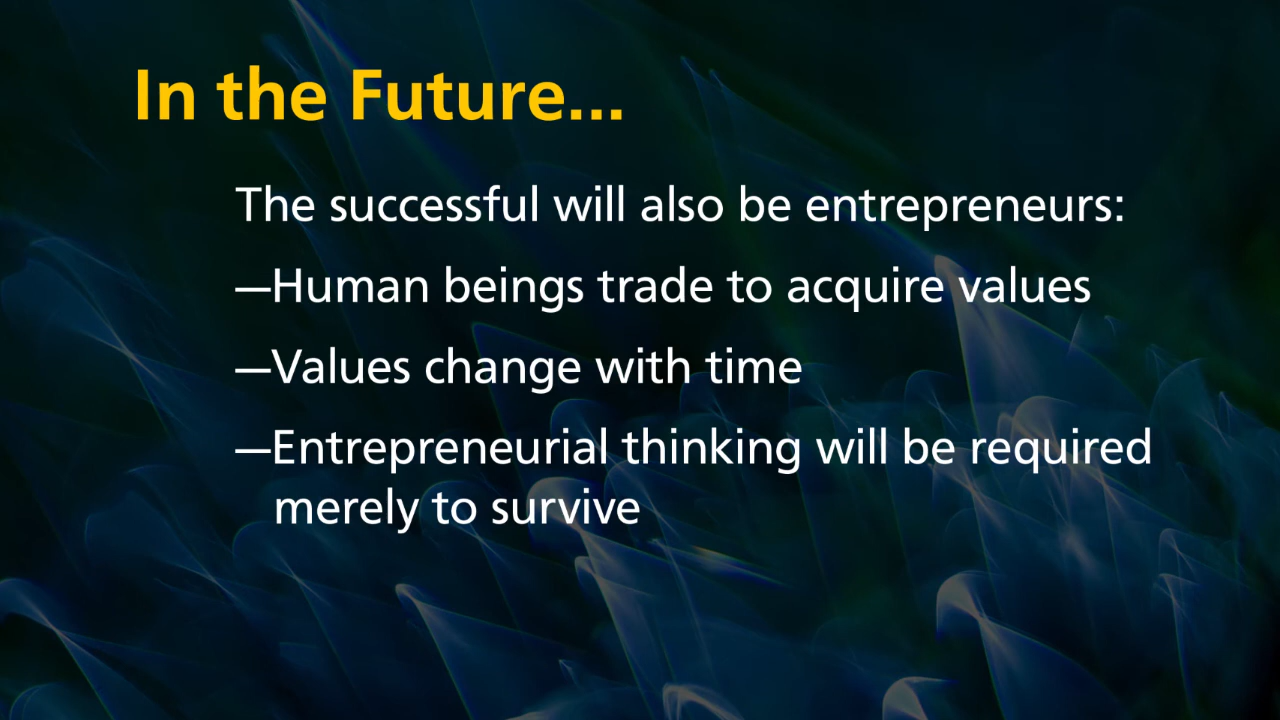 In the Future...
The successful will also be entrepreneurs:
—Human beings trade to acquire values
—Values change with time
—Entrepreneurial thinking will be required
merely to survive